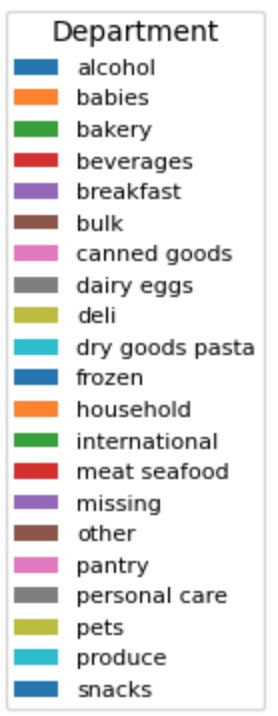 Department
alcohol
babies
bakery
beverages
breakfast
bulk
canned goods
dairy eggs
deli
dry goods pasta
frozen
household
international
meat seafood
missing
other
pantry
personal care
pets
produce
snacks